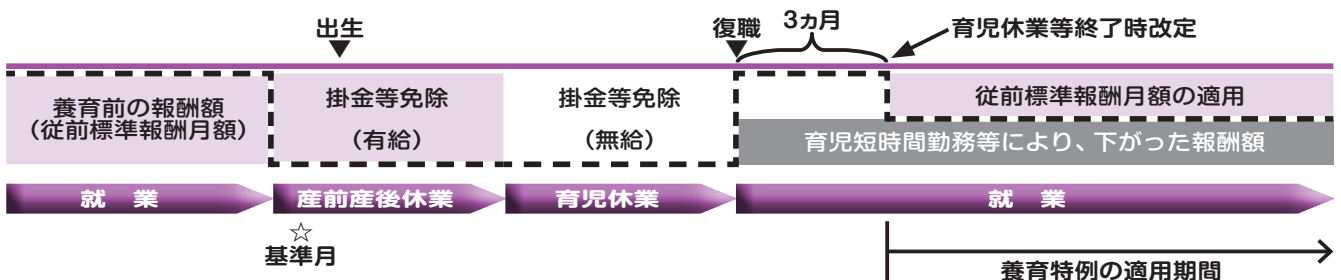 出生
復職
3ヵ月
育児休業等終了時改定
養育前の報酬額
(従前標準報酬月額)
掛金等免除
(有給)
掛金等免除
(無給)
従前標準報酬月額の適用
育児短時間勤務等により、下がった報酬額
就 業
産前産後休業
育児休業
就 業
☆
基準月
養育特例の適用期間